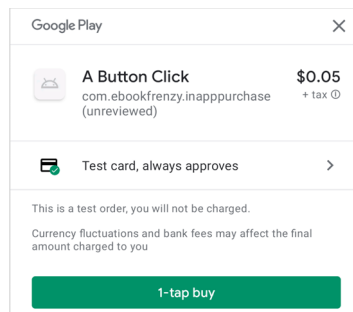 Google Play
A Button Click $0.05
com.ebookfrenzy.inapppurchase + tax
(unreviewed)
Test card, always approves
This is a test order, you will not be charged.
Currency fluctuations and bank fees may affect the final
amount charged to you
1-tap buy